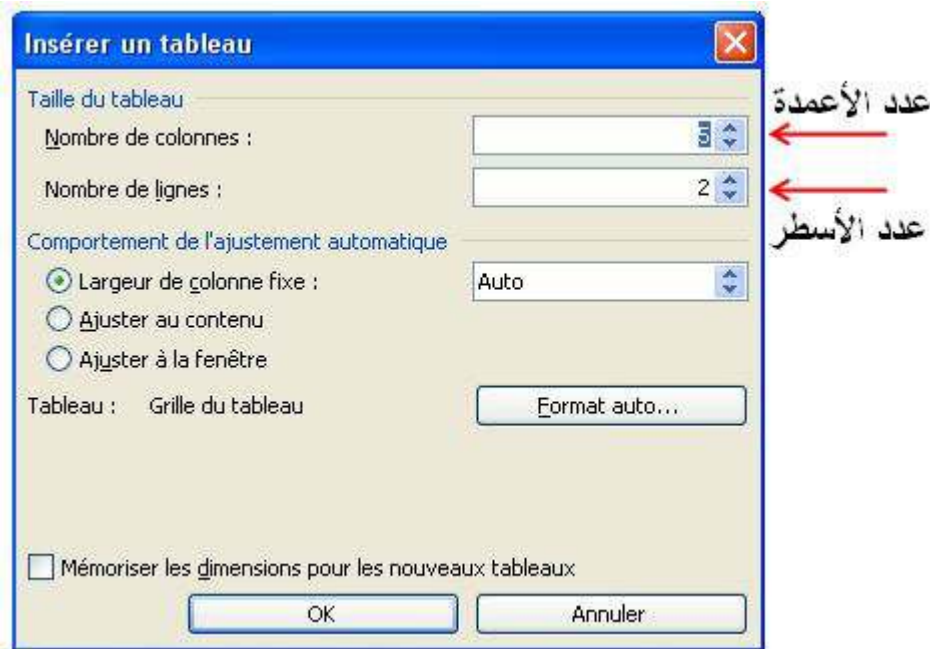 Insérer un tableau
Taille du tableau
عدد الأعمدة
Nombre de colonnes : 5
Nombre de lignes : 2
عدد الأسطر
Comportement de l'ajustement automatique
Largeur de colonne fixe : Auto
Ajuster au contenu
Ajuster à la fenêtre
Tableau : Grille du tableau Format auto...
Mémoriser les dimensions pour les nouveaux tableaux
OK Annuler